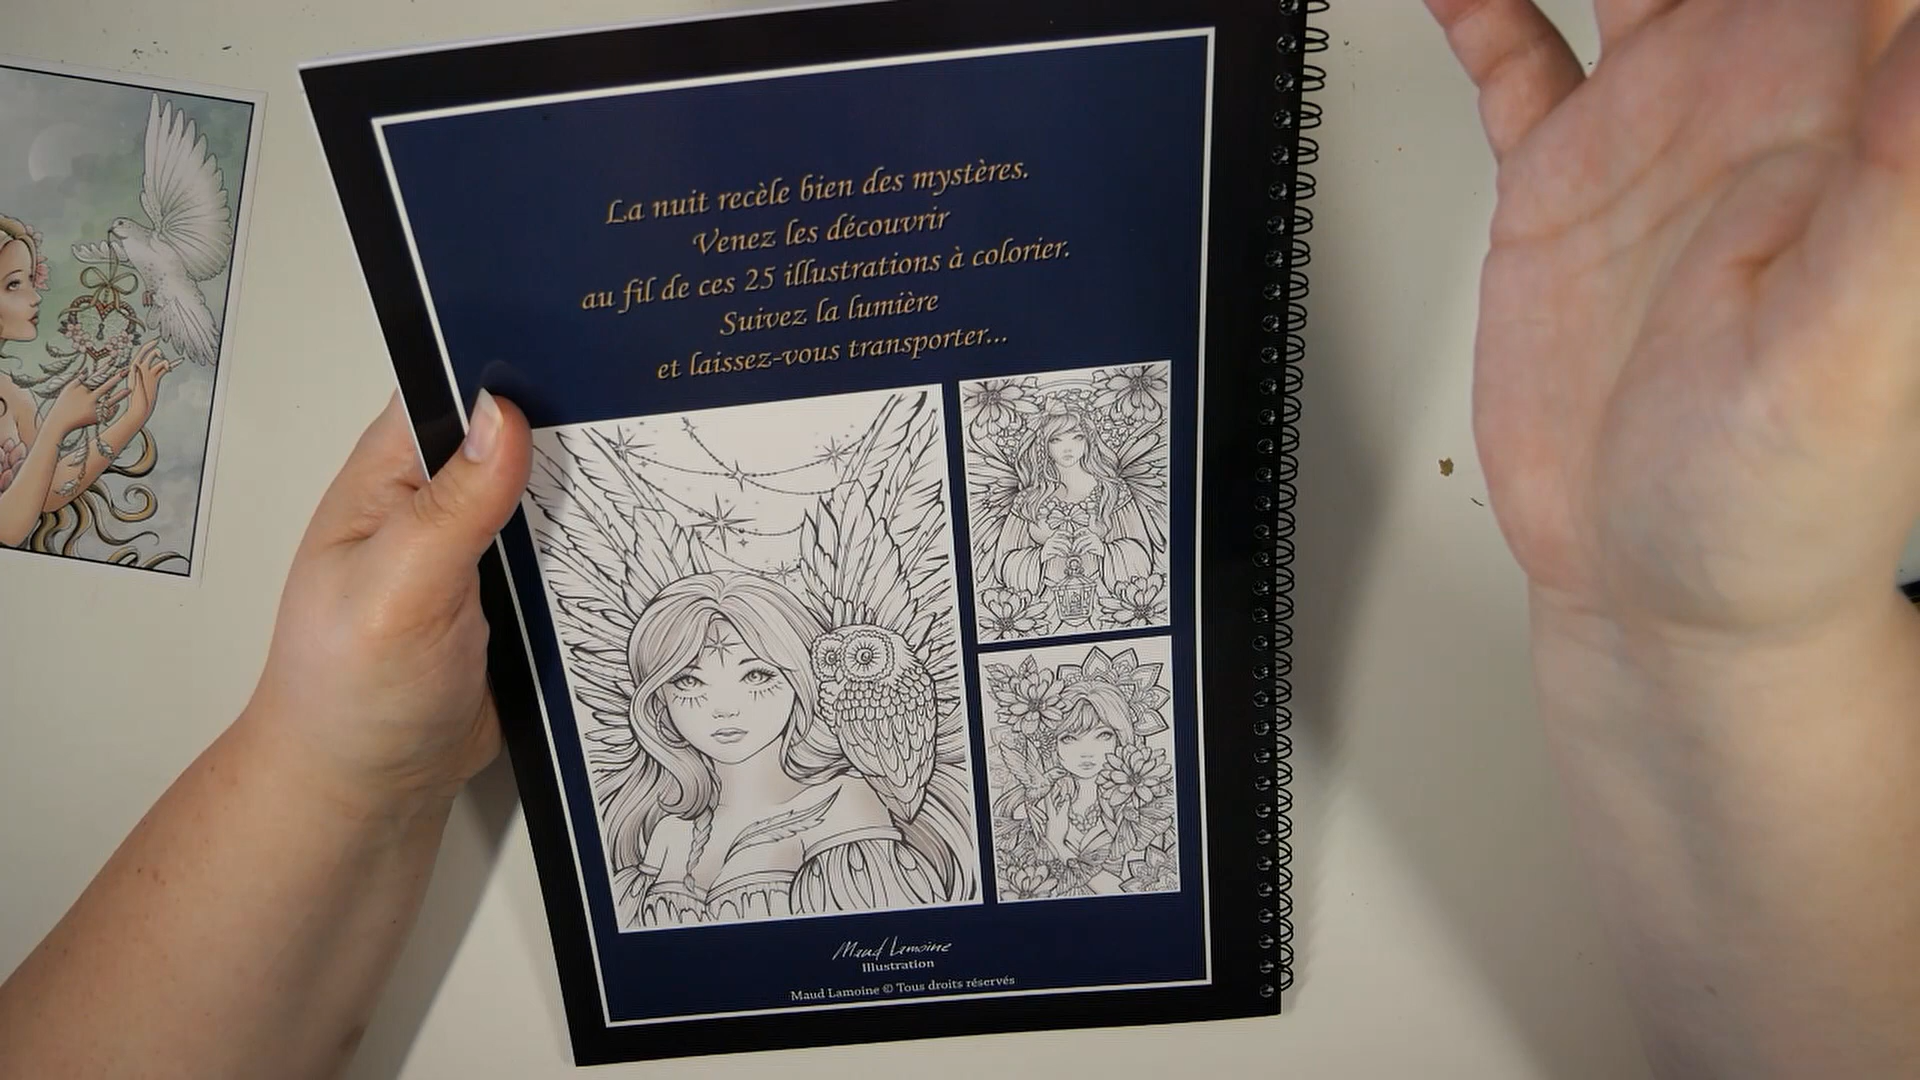 La nuit recèle bien des mystères.
Venez les découvrir
au fil de ces 25 illustrations à colorier.
Suivez la lumière
et laissez-vous transporter...
Maud Lamoine
Illustration
Maud Lamoine © Tous droits réservés